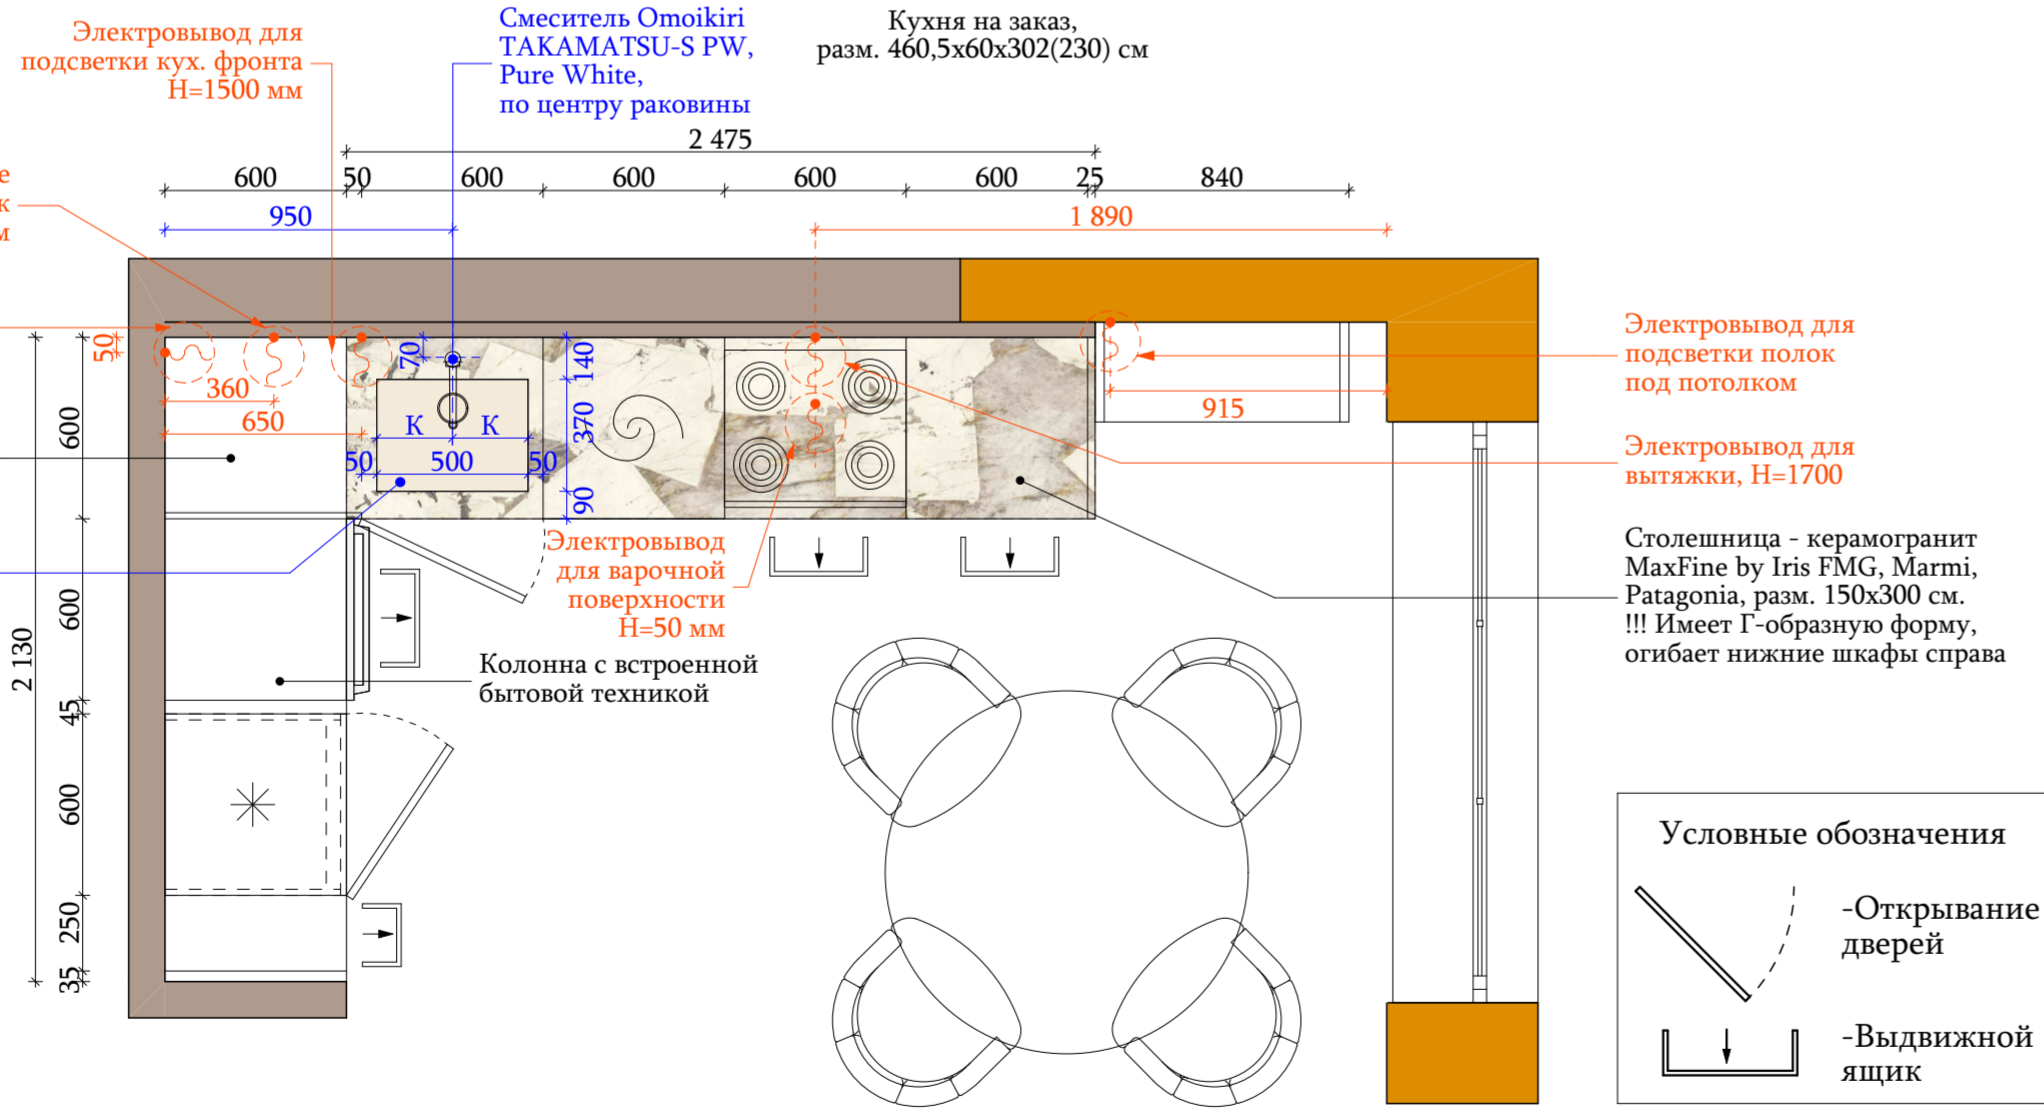 Электровывод для
подсветки кух. фронта
H=1500 мм
Смеситель Omoikiri
TAKAMATSU-S PW,
Pure White,
по центру раковины
Кухня на заказ,
разм. 460,5х60х302(230) см
2 475
600
50
600
600
600
600
25
840
е
к
м
950
1 890
50
600
360
650
70
140
К
К
370
50
500
50
90
915
Электровывод для
подсветки полок
под потолком
Электровывод для
вытяжки, H=1700
Столешница - керамогранит
MaxFine by Iris FMG, Marmi,
Patagonia, разм. 150х300 см.
!!! Имеет Г-образную форму,
огибает нижние шкафы справа
Электровывод
для варочной
поверхности
H=50 мм
Колонна с встроенной
бытовой техникой
2 130
600
45
600
250
35
Условные обозначения
-Открывание
дверей
-Выдвижной
ящик